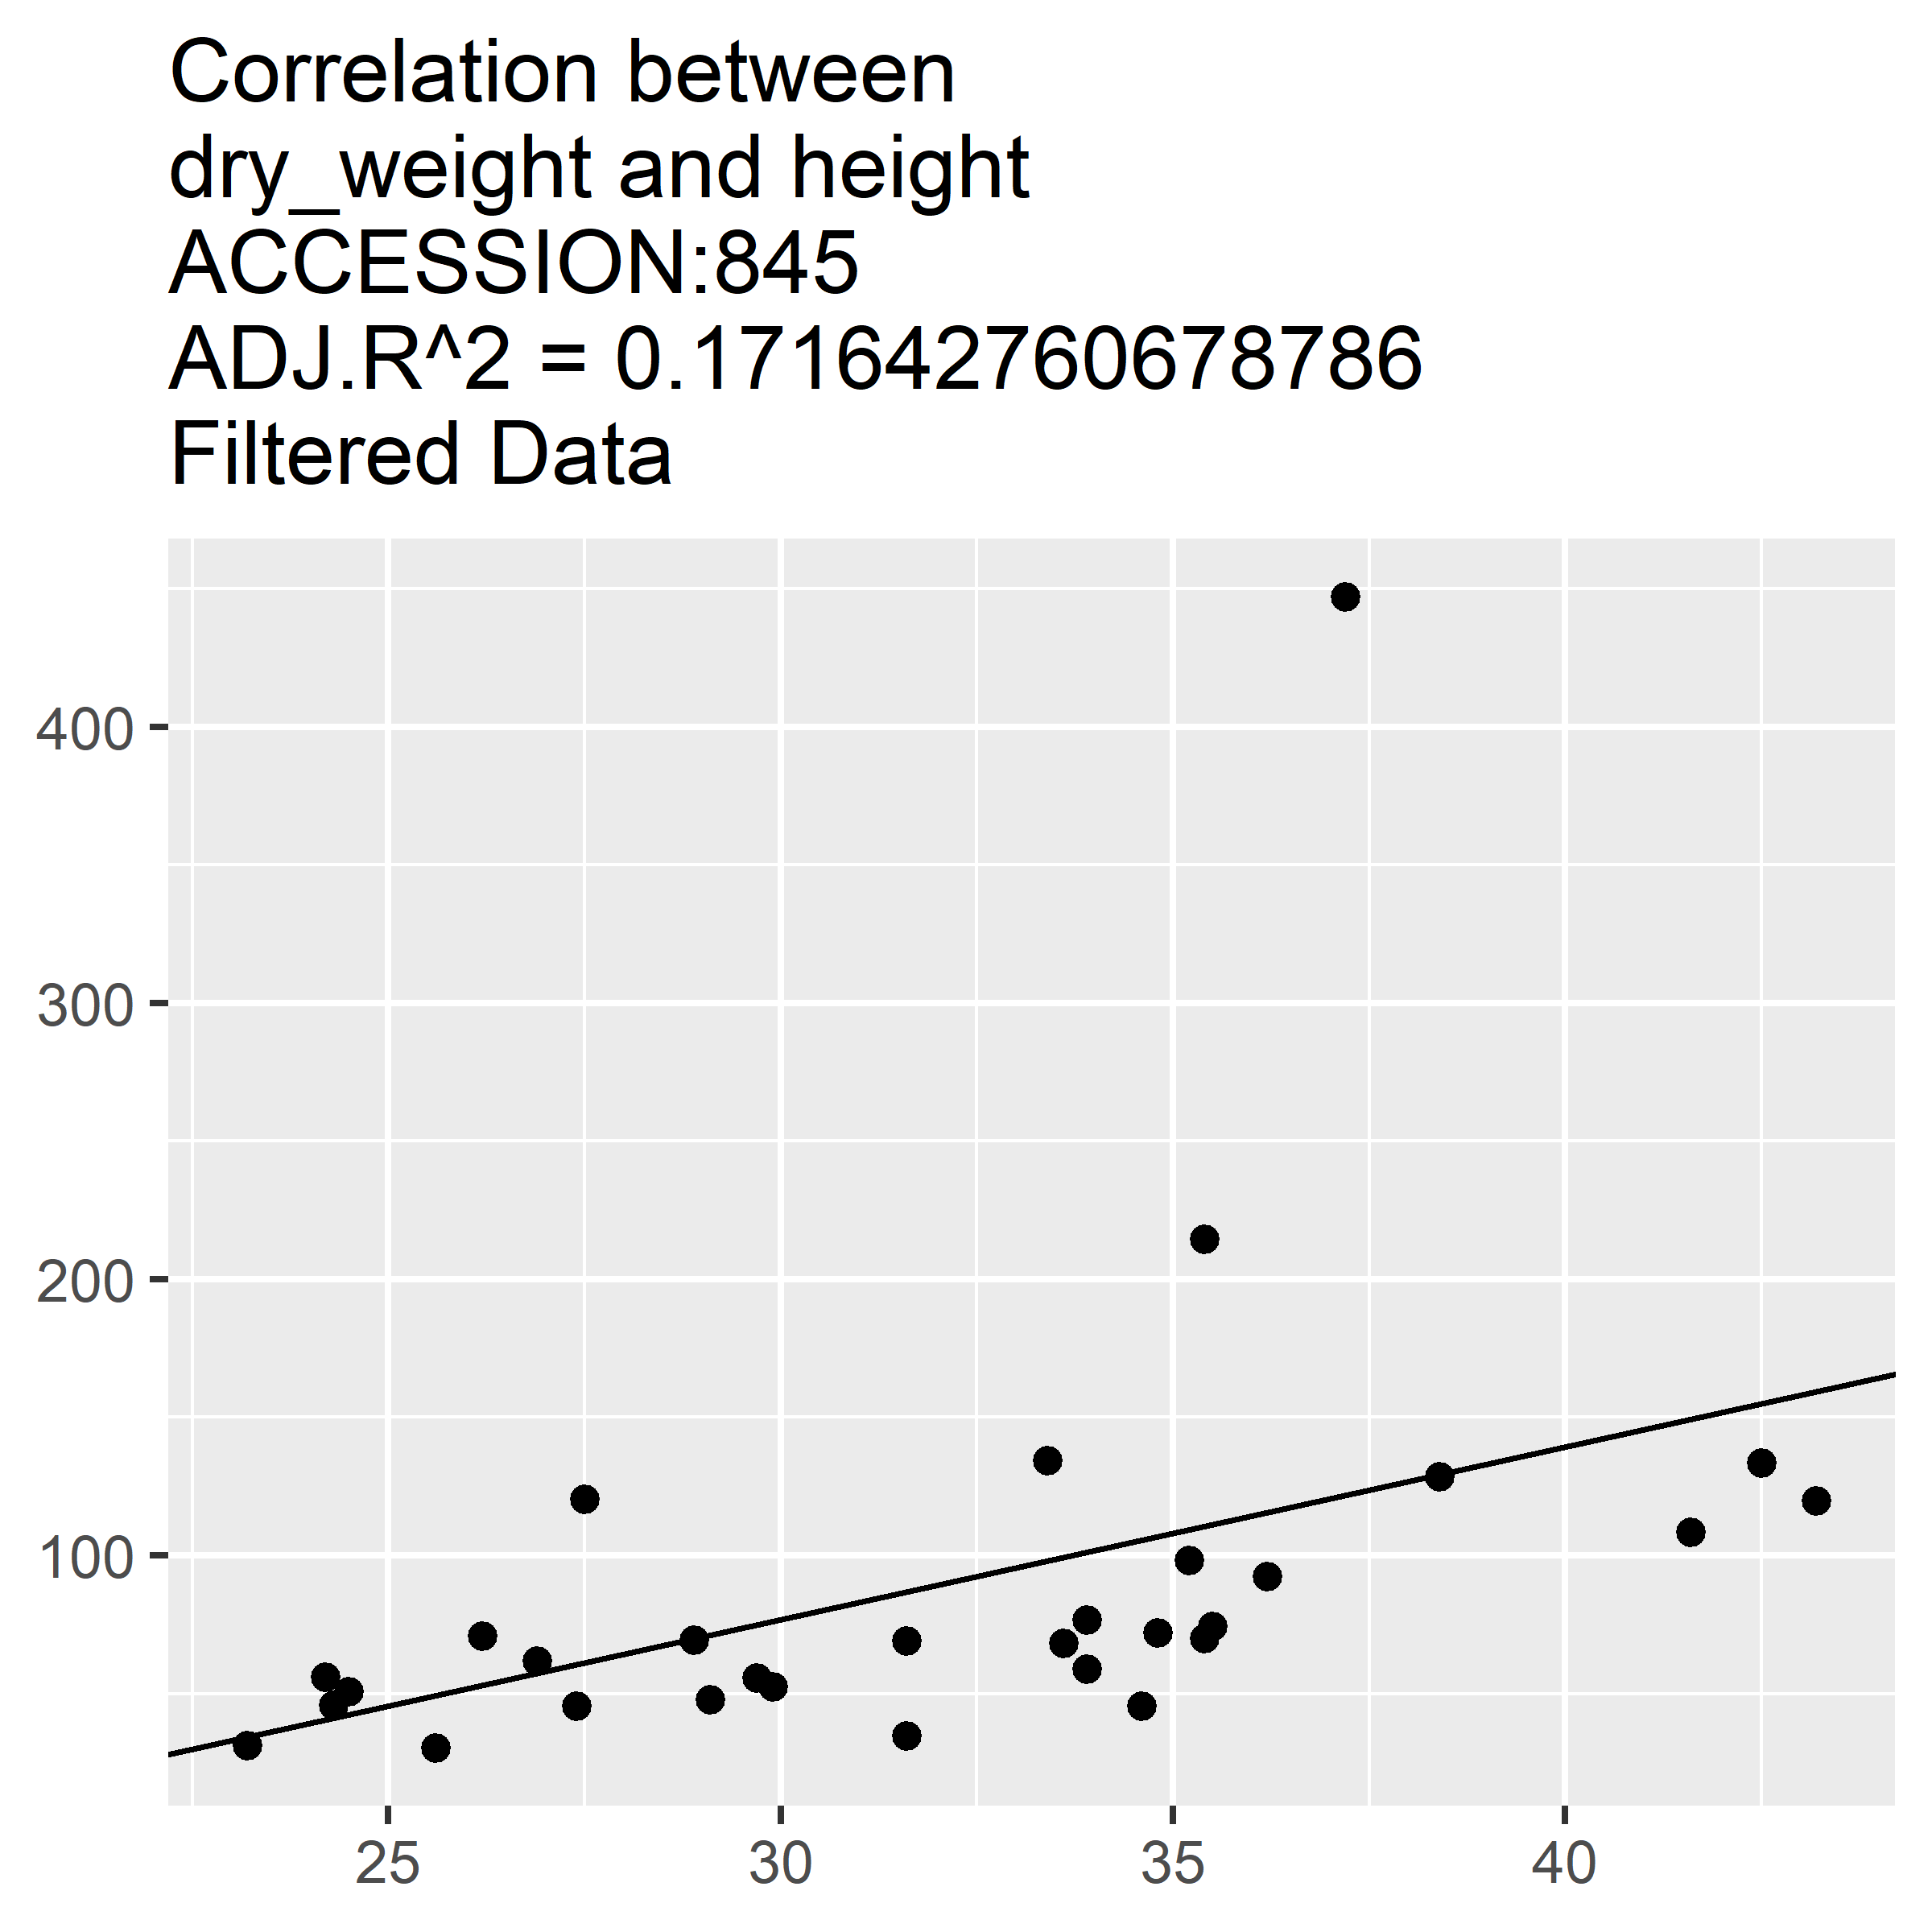 Correlation between
dry_weight and height
ACCESSION:845
ADJ.R^2 = 0.171642760678786
Filtered Data
400
300
200
100
25 30 35 40